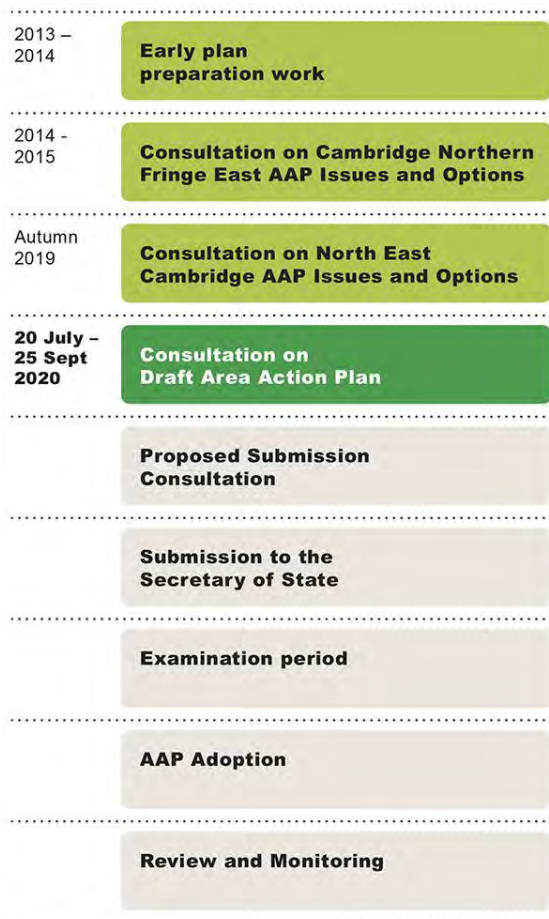 2013 –
2014
Early plan
preparation work
2014 -
2015
Consultation on Cambridge Northern
Fringe East AAP Issues and Options
Autumn
2019
Consultation on North East
Cambridge AAP Issues and Options
20 July –
25 Sept
2020
Consultation on
Draft Area Action Plan
Proposed Submission
Consultation
Submission to the
Secretary of State
Examination period
AAP Adoption
Review and Monitoring